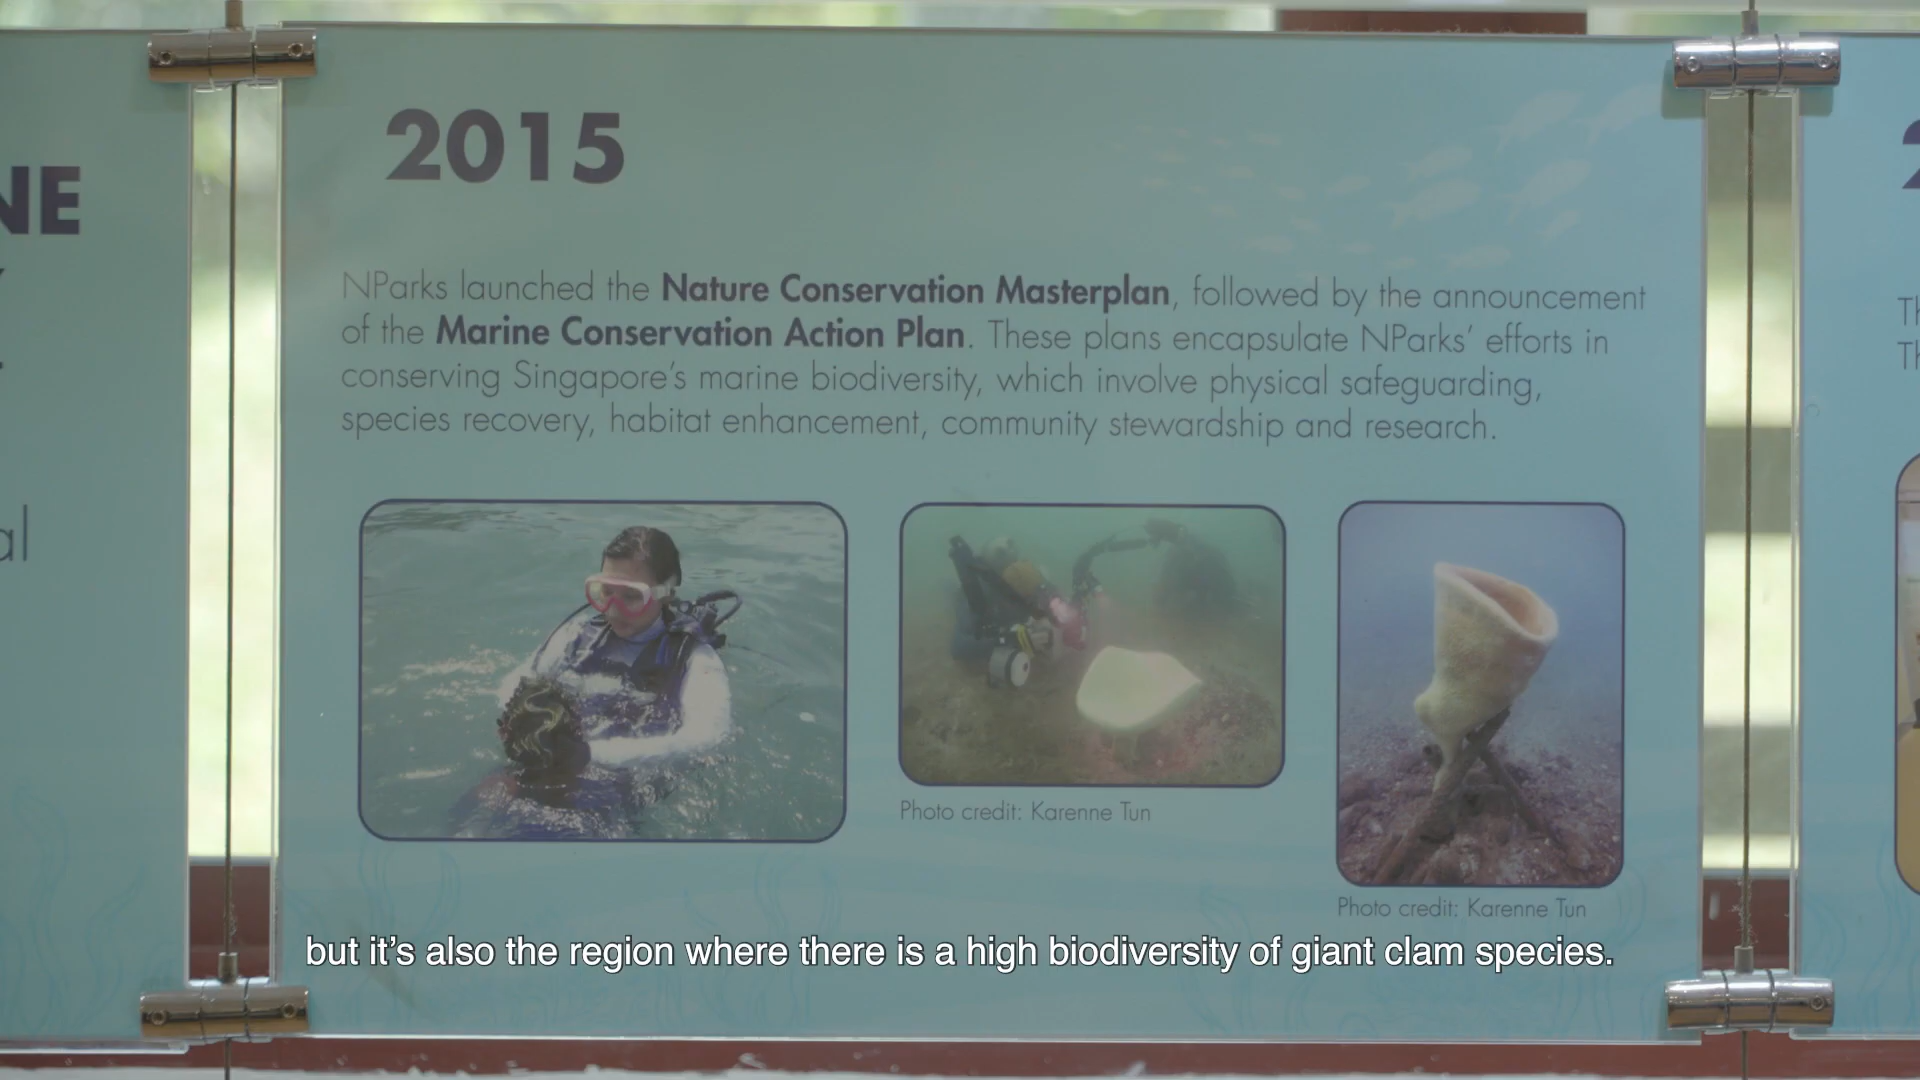 NE
al
2015
NParks launched the Nature Conservation Masterplan, followed by the announcement
of the Marine Conservation Action Plan. These plans encapsulate NParks' efforts in
conserving Singapore's marine biodiversity, which involve physical safeguarding,
species recovery, habitat enhancement, community stewardship and research.
Photo credit: Karenne Tun
Photo credit: Karenne Tun
2
Th
Th
but it's also the region where there is a high biodiversity of giant clam species.